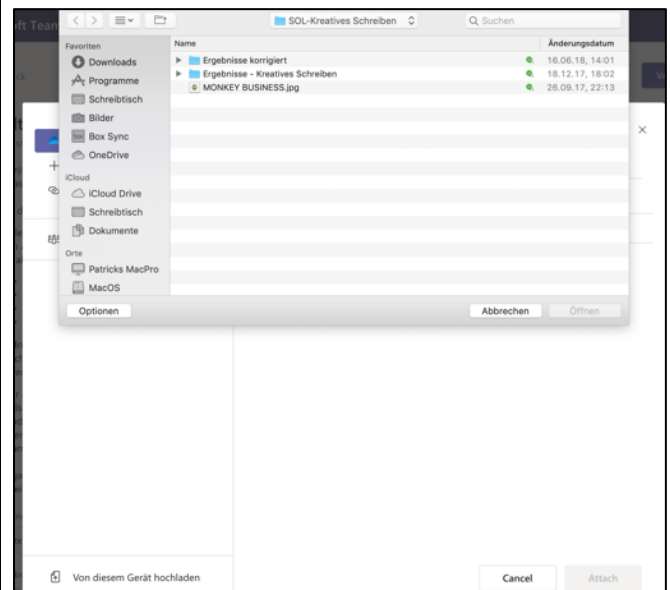 ft Team
SOL-Kreatives Schreiben
Suchen
Favoriten
Downloads
Programme
Schreibtisch
Bilder
Box Sync
OneDrive
iCloud
iCloud Drive
Schreibtisch
Dokumente
Orte
Patricks MacPro
MacOS
Name Änderungsdatum
Ergebnisse korrigiert 16.06.18, 14:01
Ergebnisse - Kreatives Schreiben 18.12.17, 18:02
MONKEY BUSINESS.jpg 26.09.17, 22:13
Optionen
Abbrechen
Öffnen
Von diesem Gerät hochladen
Cancel
Attach